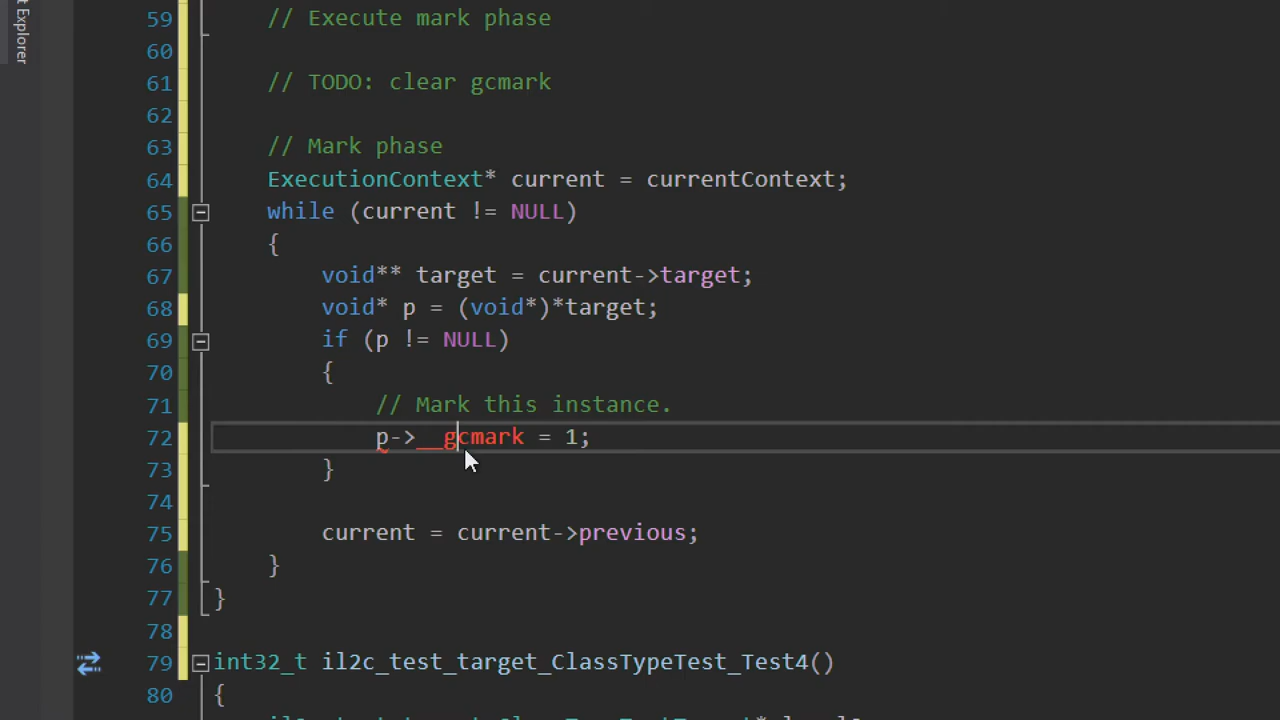 t Explorer
59 // Execute mark phase
60
61 // TODO: clear gcmark
62
63 // Mark phase
64 ExecutionContext* current = currentContext;
65 while (current != NULL)
66 {
67 void** target = current->target;
68 void* p = (void*)*target;
69 if (p != NULL)
70 {
71 // Mark this instance.
72 p->__gcmark = 1;
73 }
74
75 current = current->previous;
76 }
77 }
78
79 int32_t il2c_test_target_ClassTypeTest_Test4()
80 {